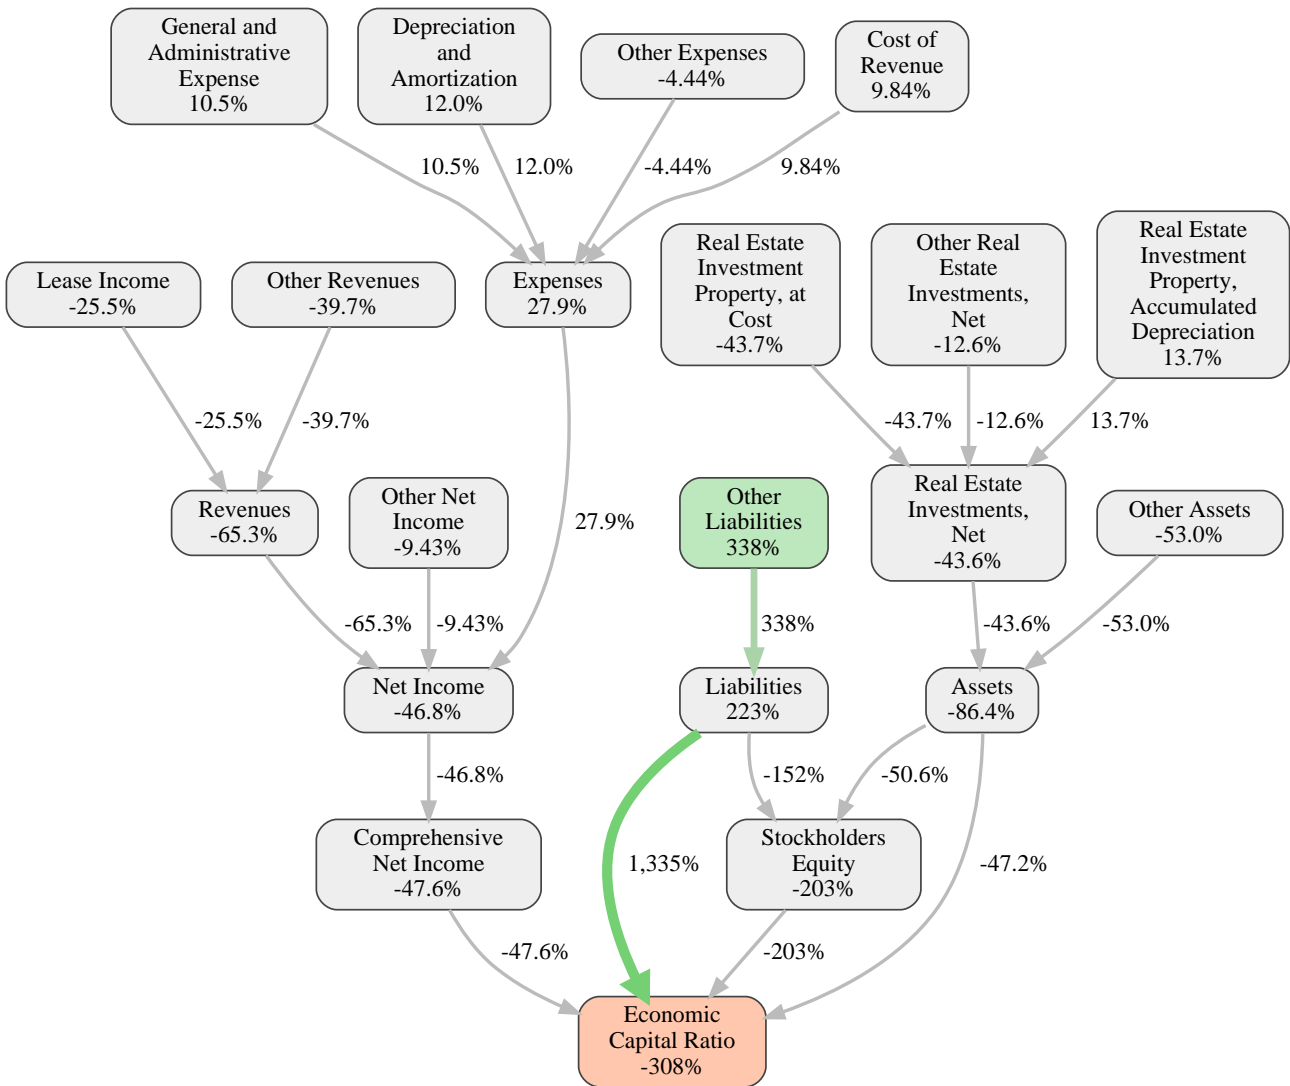 General and
Administrative
Expense
10.5%
Depreciation
and
Amortization
12.0%
Other Expenses
-4.44%
Cost of
Revenue
9.84%
10.5%
12.0%
-4.44%
9.84%
Lease Income
-25.5%
Other Revenues
-39.7%
Expenses
27.9%
Real Estate
Investment
Property, at
Cost
-43.7%
Other Real
Estate
Investments,
Net
-12.6%
Real Estate
Investment
Property,
Accumulated
Depreciation
13.7%
-25.5%
-39.7%
-43.7%
-12.6%
13.7%
Revenues
-65.3%
Other Net
Income
-9.43%
27.9%
Other
Liabilities
338%
Real Estate
Investments,
Net
-43.6%
Other Assets
-53.0%
-65.3%
-9.43%
338%
-43.6%
-53.0%
Net Income
-46.8%
Liabilities
223%
Assets
-86.4%
-46.8%
-152%
-50.6%
Comprehensive
Net Income
-47.6%
1,335%
Stockholders
Equity
-203%
-47.2%
-47.6%
-203%
Economic
Capital Ratio
-308%